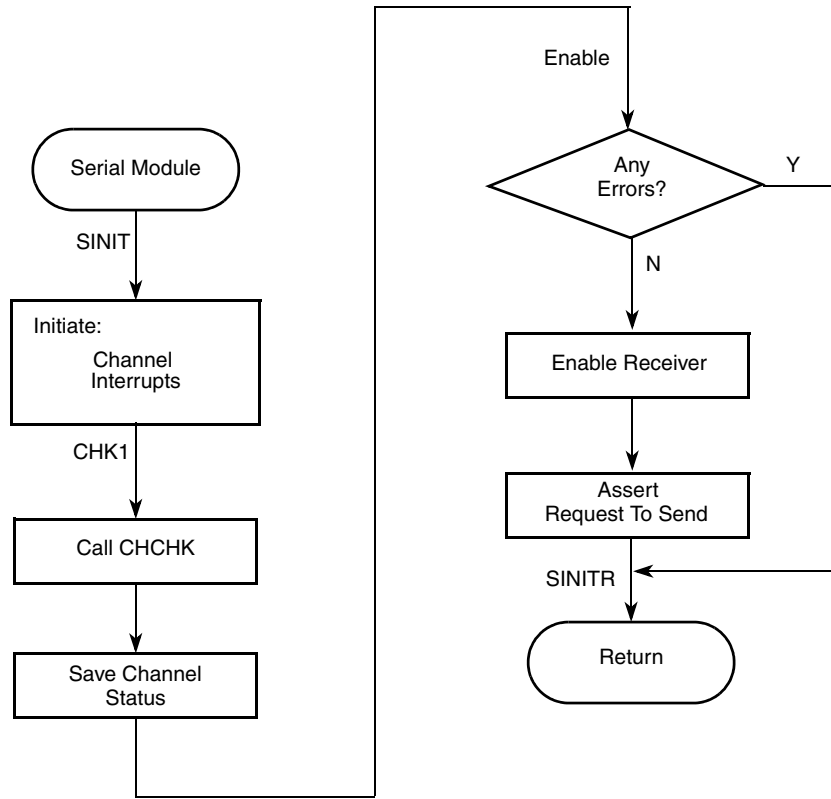 Serial Module
SINIT
Initiate:
Channel
Interrupts
CHK1
Call CHCHK
Save Channel
Status
Enable
Any
Errors?
Y
N
Enable Receiver
Assert
Request To Send
SINITR
Return